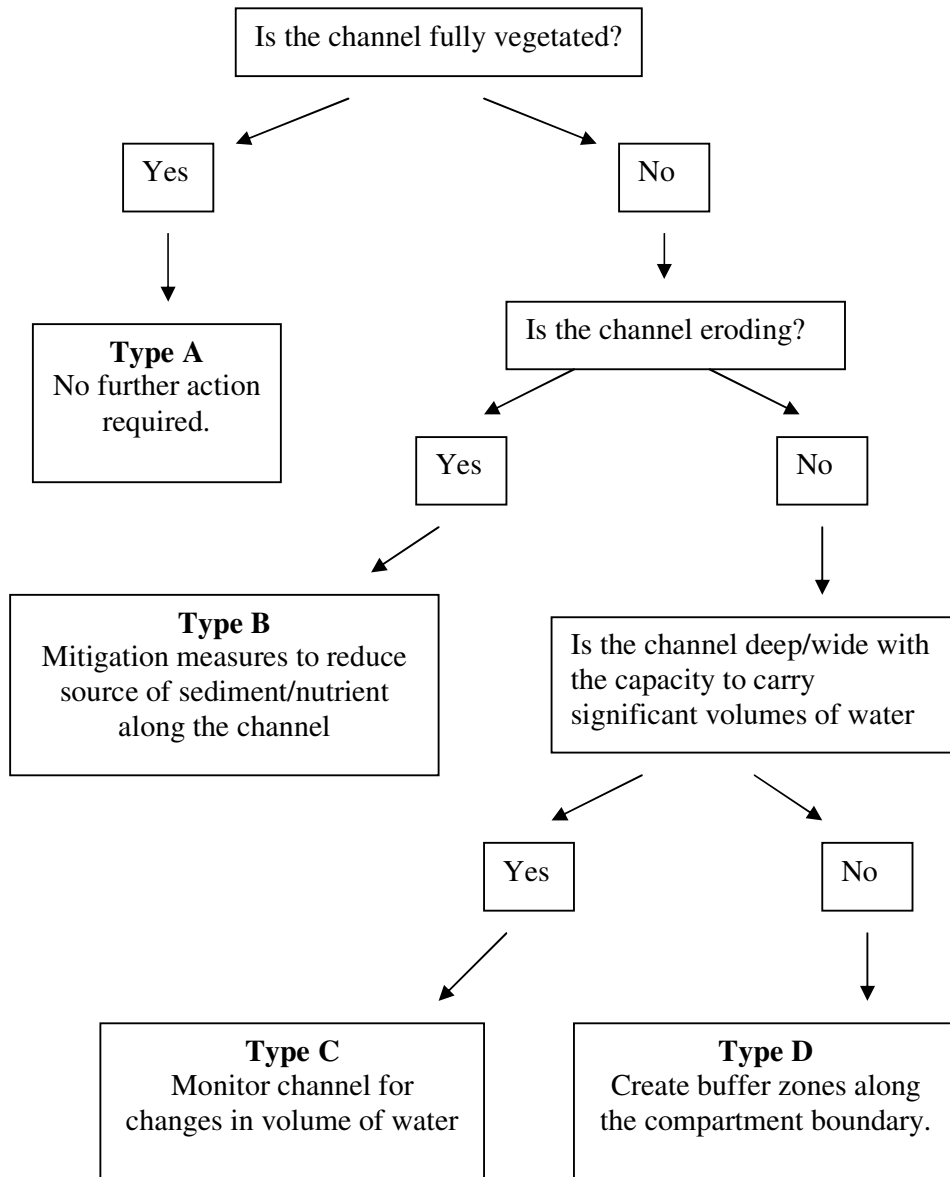 Is the channel fully vegetated?
Yes
No
Type A
No further action
required.
Is the channel eroding?
Yes
No
Type B
Mitigation measures to reduce
source of sediment/nutrient
along the channel
Is the channel deep/wide with
the capacity to carry
significant volumes of water
Yes
No
Type C
Monitor channel for
changes in volume of water
Type D
Create buffer zones along
the compartment boundary.